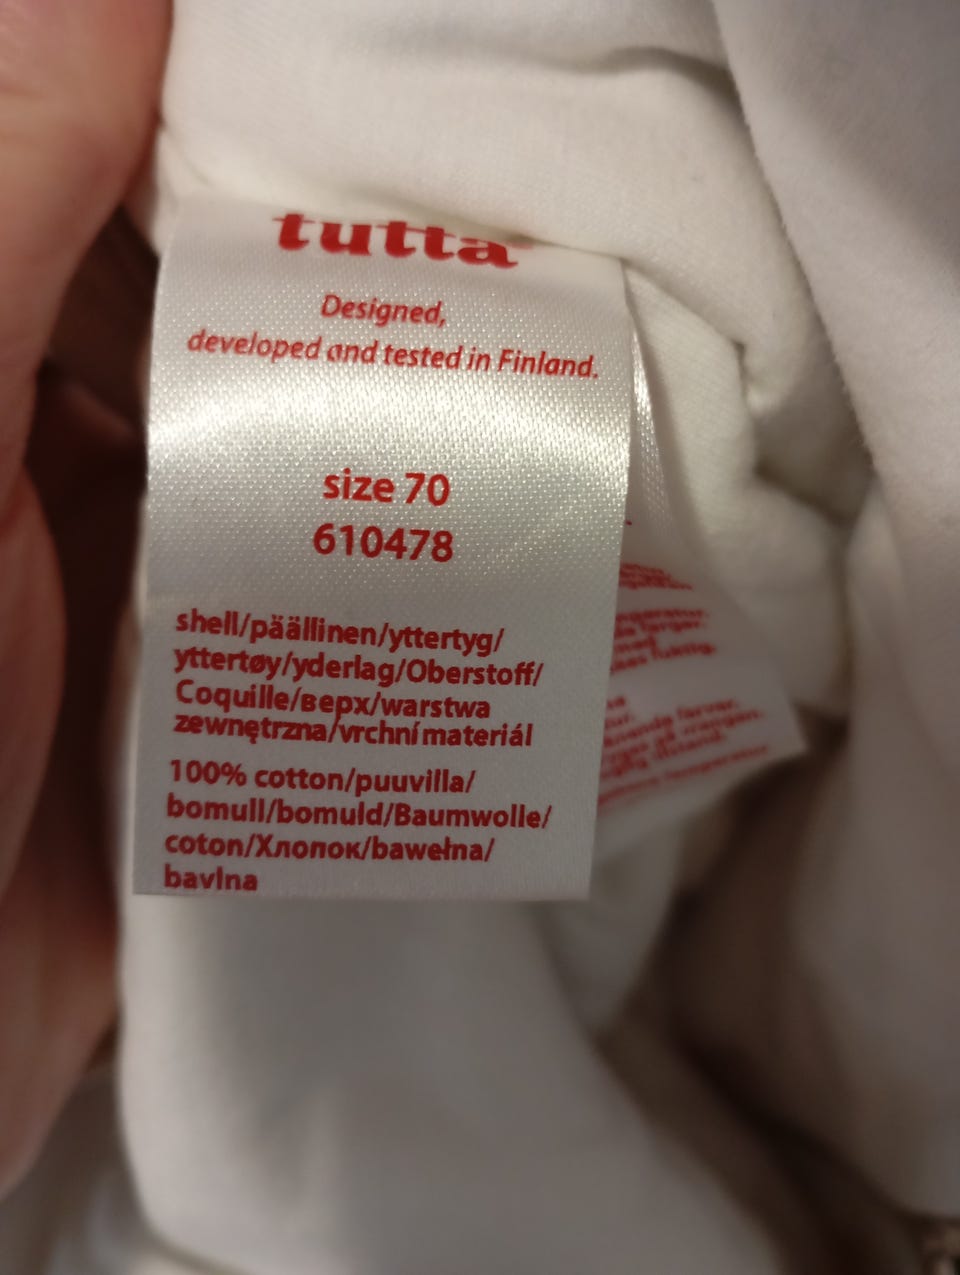 tutta
Designed,
developed and tested in Finland.
size 70
610478
shell/päällinen/yttertyg/
yttertøy/yderlag/Oberstoff/
Coquille/верх/warstwa
zewnętrzna/vrchní materiál
100% cotton/puuvilla/
bomull/bomuld/Baumwolle/
coton/Хлопок/bawełna/
bavlna